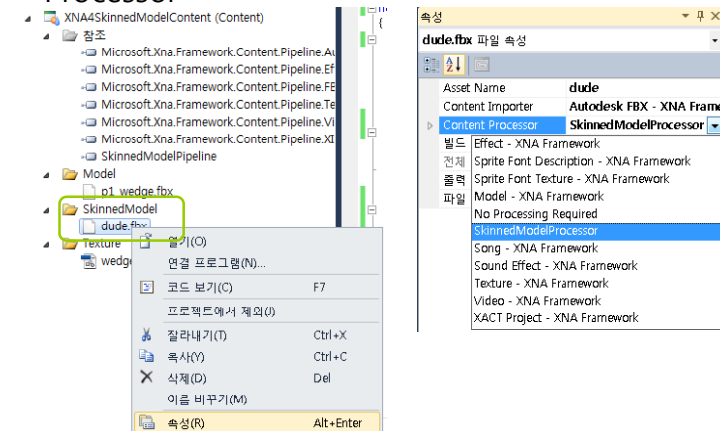 XNA4SkinnedModelContent (Content)
참조
Microsoft.Xna.Framework.Content.Pipeline.Au
Microsoft.Xna.Framework.Content.Pipeline.Ef
Microsoft.Xna.Framework.Content.Pipeline.FE
Microsoft.Xna.Framework.Content.Pipeline.Te
Microsoft.Xna.Framework.Content.Pipeline.Vi
Microsoft.Xna.Framework.Content.Pipeline.XI
SkinnedModelPipeline
Model
p1_wedge.fbx
SkinnedModel
dude.fbx
Texture
wedge
열기(O)
연결 프로그램(N)...
코드 보기(C) F7
프로젝트에서 제외(J)
잘라내기(T) Ctrl+X
복사(Y) Ctrl+C
삭제(D) Del
이름 바꾸기(M)
속성(R) Alt+Enter
속성
dude.fbx 파일 속성
Asset Name dude
Content Importer Autodesk FBX - XNA Frame
Content Processor SkinnedModelProcessor
빌드
전체
출력
파일
Effect - XNA Framework
Sprite Font Description - XNA Framework
Sprite Font Texture - XNA Framework
Model - XNA Framework
No Processing Required
SkinnedModelProcessor
Song - XNA Framework
Sound Effect - XNA Framework
Texture - XNA Framework
Video - XNA Framework
XACT Project - XNA Framework